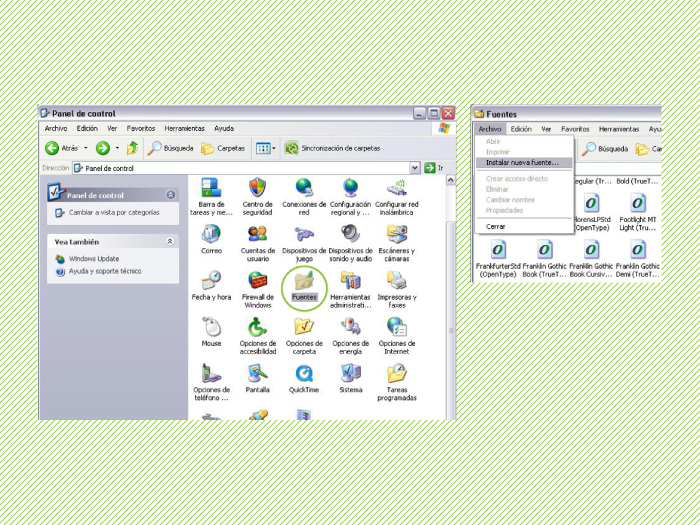 Panel de control
Archivo Edición Ver Favoritos Herramientas Ayuda
Atrás Búsqueda Carpetas Sincronización de carpetas
Dirección Panel de control Ir
Panel de control
Cambiar a vista por categorías
Vea también
Windows Update
Ayuda y soporte técnico
Barra de Centro de Conexiones de Configuración Configurar red
tareas y me... seguridad red regional y ... inalámbrica
Correo Cuentas de Dispositivos de Dispositivos de Escáneres y
usuario juego sonido y audio cámaras
Fecha y hora Firewall de Fuentes Herramientas Impresoras y
Windows administrati... faxes
Mouse Opciones de Opciones de Opciones de Opciones de
accesibilidad carpeta energía Internet
Opciones de Pantalla QuickTime Sistema Tareas
teléfono ... programadas
Fuentes
Archivo Edición Ver Favoritos Herramientas Ayu
Abrir
Imprimir
Instalar nueva fuente...
Crear acceso directo
Eliminar
Cambiar nombre
Propiedades
Cerrar
Búsqueda Car
egular (Tr... Bold (TrueT...
lorensLPStd Footlight MT
(OpenType) Light (Tru...
FrankfurterStd Franklin Gothic Franklin Gothic Franklin Gothic
(OpenType) Book (TrueT... Book Cursiv... Demi (TrueT...